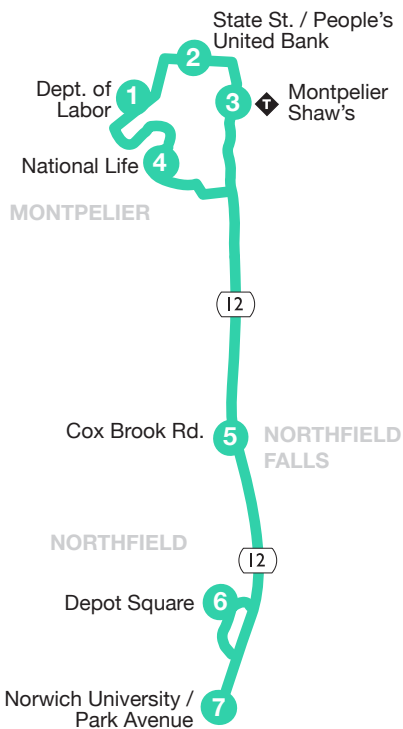 State St. / People's
United Bank
2
Dept. of
Labor
1
3
T
Montpelier
Shaw's
National Life
4
MONTPELIER
12
Cox Brook Rd.
5
NORTHFIELD
FALLS
NORTHFIELD
12
Depot Square
6
Norwich University /
Park Avenue
7